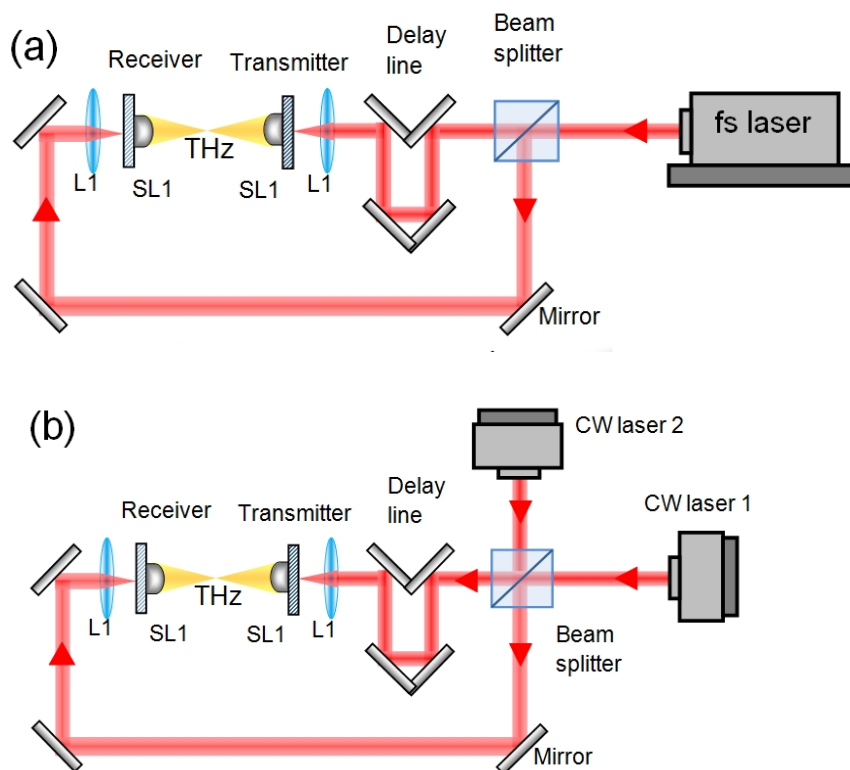 (a)
Receiver
Transmitter
Delay
line
Beam
splitter
fs laser
THz
L1
SL1
SL1
L1
Mirror
(b)
CW laser 2
CW laser 1
Receiver
Transmitter
Delay
line
THz
L1
SL1
SL1
L1
Beam
splitter
Mirror